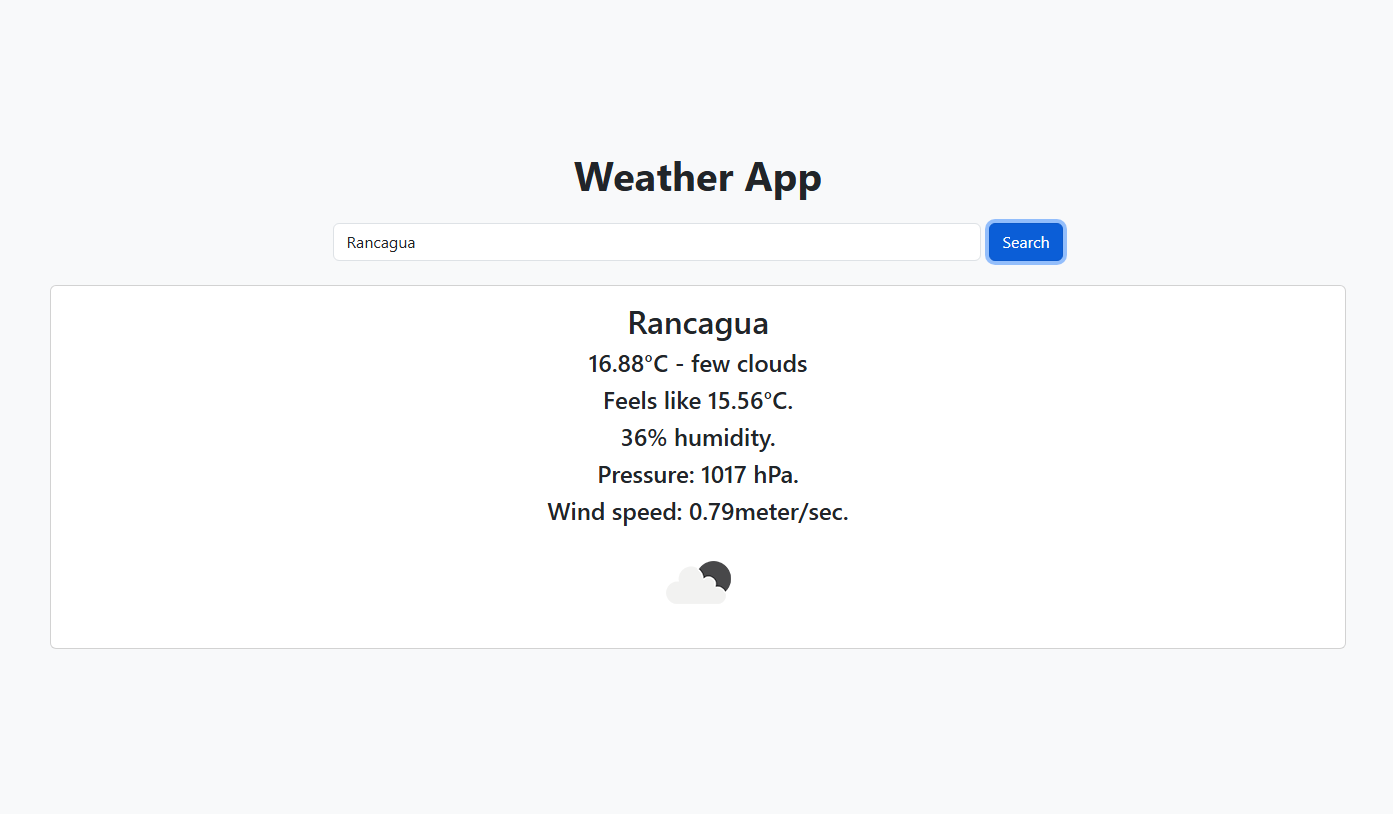 Weather App
Rancagua
Search
Rancagua
16.88°C - few clouds
Feels like 15.56°C.
36% humidity.
Pressure: 1017 hPa.
Wind speed: 0.79meter/sec.